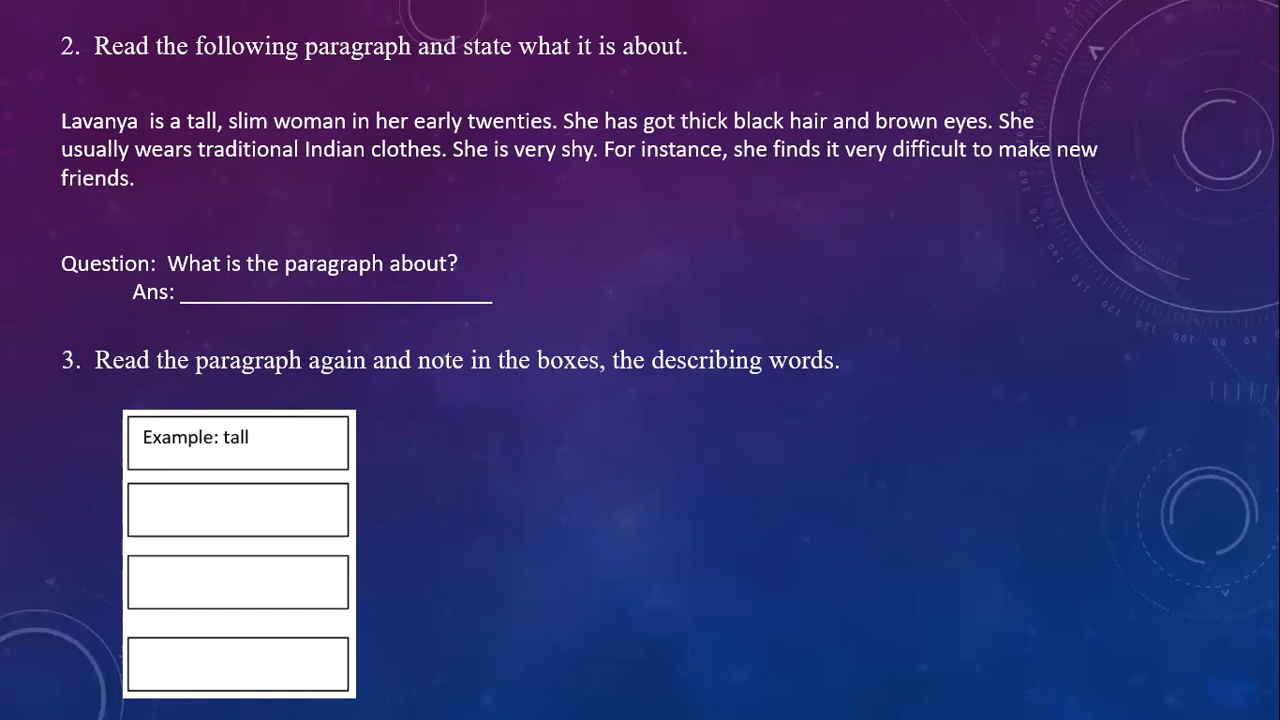 2. Read the following paragraph and state what it is about.
Lavanya is a tall, slim woman in her early twenties. She has got thick black hair and brown eyes. She
usually wears traditional Indian clothes. She is very shy. For instance, she finds it very difficult to make new
friends.
Question: What is the paragraph about?
Ans: __________________________
3. Read the paragraph again and note in the boxes, the describing words.
Example: tall